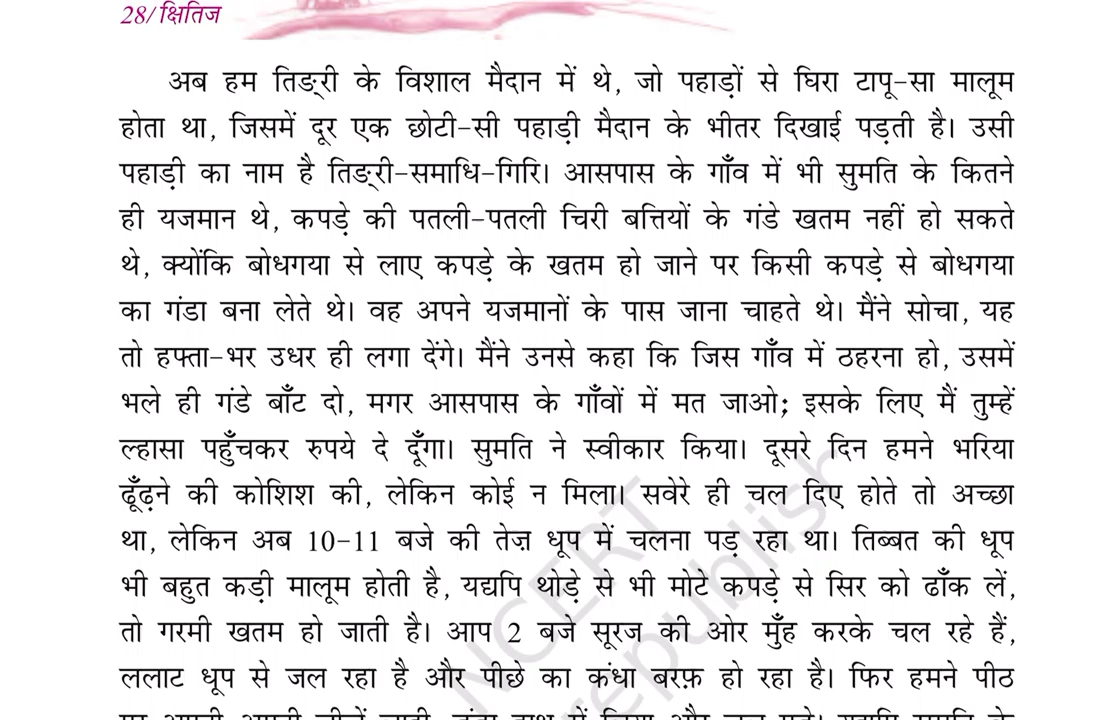 28/क्षितिज
अब हम तिङ्री के विशाल मैदान में थे, जो पहाड़ों से घिरा टापू-सा मालूम
होता था, जिसमें दूर एक छोटी-सी पहाड़ी मैदान के भीतर दिखाई पड़ती है। उसी
पहाड़ी का नाम है तिङ्री-समाधि-गिरि। आसपास के गाँव में भी सुमति के कितने
ही यजमान थे, कपड़े की पतली-पतली चिरी बत्तियों के गंडे खतम नहीं हो सकते
थे, क्योंकि बोधगया से लाए कपड़े के खतम हो जाने पर किसी कपड़े से बोधगया
का गंडा बना लेते थे। वह अपने यजमानों के पास जाना चाहते थे। मैंने सोचा, यह
तो हफ्ता-भर उधर ही लगा देंगे। मैंने उनसे कहा कि जिस गाँव में ठहरना हो, उसमें
भले ही गंडे बाँट दो, मगर आसपास के गाँवों में मत जाओ; इसके लिए मैं तुम्हें
ल्हासा पहुँचकर रुपये दे दूँगा। सुमति ने स्वीकार किया। दूसरे दिन हमने भरिया
ढूँढ़ने की कोशिश की, लेकिन कोई न मिला। सवेरे ही चल दिए होते तो अच्छा
था, लेकिन अब 10-11 बजे की तेज़ धूप में चलना पड़ रहा था। तिब्बत की धूप
भी बहुत कड़ी मालूम होती है, यद्यपि थोड़े से भी मोटे कपड़े से सिर को ढाँक लें,
तो गरमी खतम हो जाती है। आप 2 बजे सूरज की ओर मुँह करके चल रहे हैं,
ललाट धूप से जल रहा है और पीछे का कंधा बरफ़ हो रहा है। फिर हमने पीठ
NCERT
republish